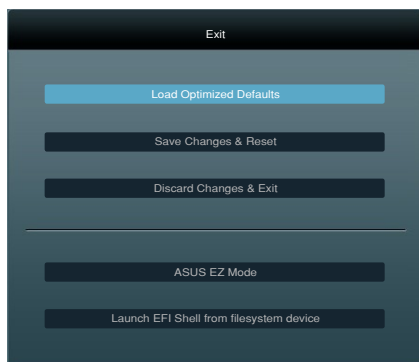 Exit
Load Optimized Defaults
Save Changes & Reset
Discard Changes & Exit
ASUS EZ Mode
Launch EFI Shell from filesystem device